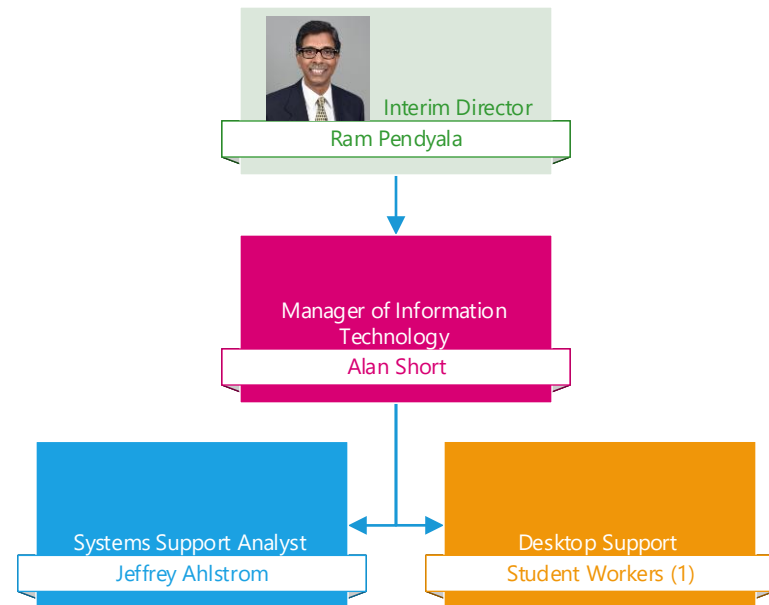 Interim Director
Ram Pendyala
Manager of Information
Technology
Alan Short
Systems Support Analyst
Jeffrey Ahlstrom
Desktop Support
Student Workers (1)